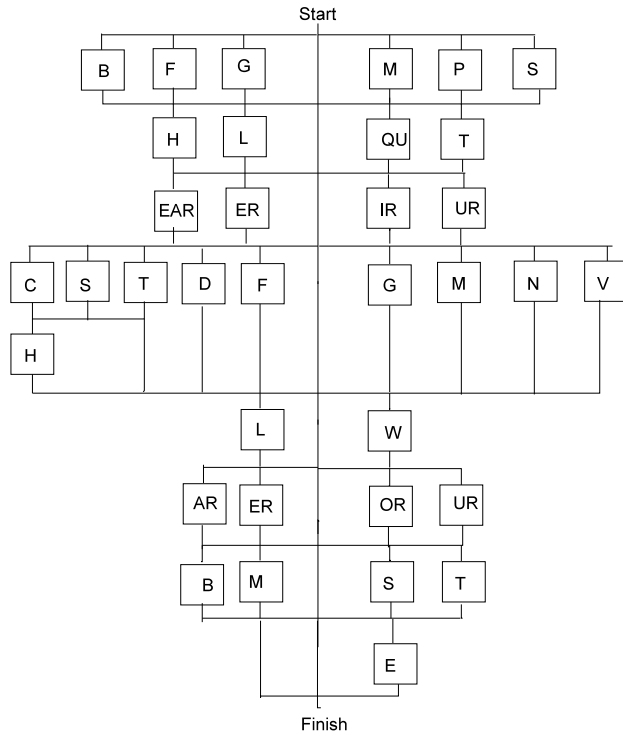 Start
B F G M P S
H L QU T
EAR ER IR UR
C S T D F G M N V
H
L W
AR ER OR UR
B M S T
E
Finish